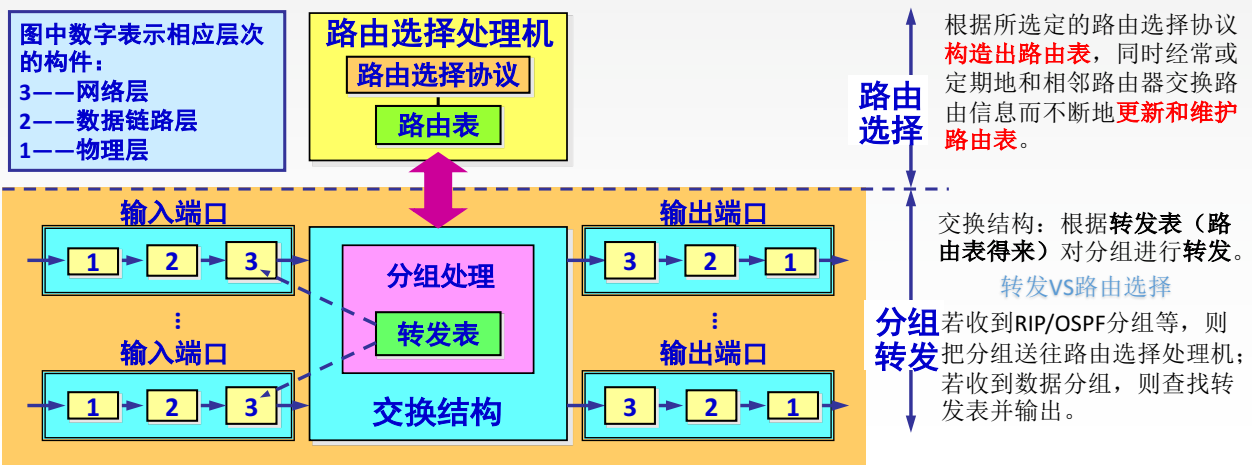 图中数字表示相应层次
的构件：
3——网络层
2——数据链路层
1——物理层
路由选择处理机
路由选择协议
路由表
路由
选择
根据所选定的路由选择协议
构造出路由表，同时经常或
定期地和相邻路由器交换路
由信息而不断地更新和维护
路由表。
输入端口
1 2 3
⋮
输入端口
1 2 3
分组处理
转发表
交换结构
输出端口
3 2 1
⋮
输出端口
3 2 1
分组
转发
交换结构：根据转发表（路
由表得来）对分组进行转发。
转发VS路由选择
若收到RIP/OSPF分组等，则
把分组送往路由选择处理机；
若收到数据分组，则查找转
发表并输出。